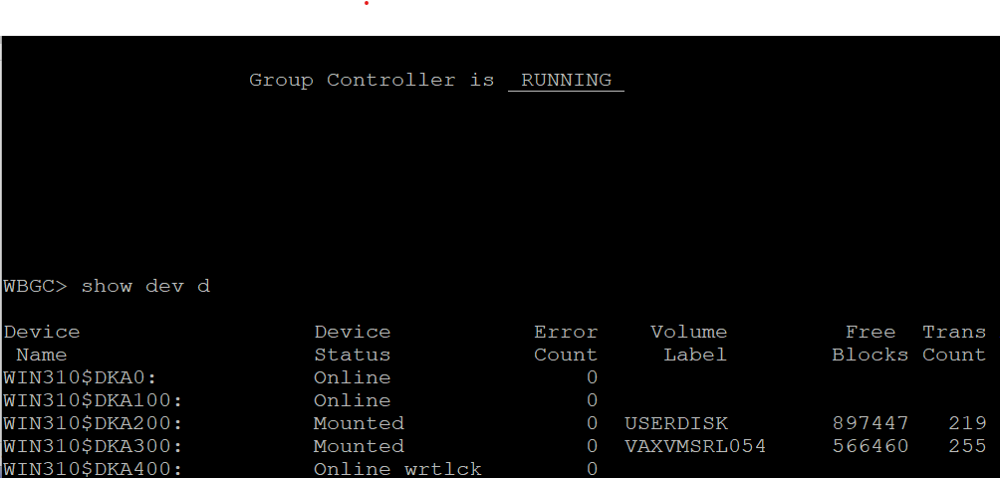 Group Controller is RUNNING
WBGC> show dev d
Device Device Error Volume Free Trans
Name Status Count Label Blocks Count
WIN310$DKA0: Online 0
WIN310$DKA100: Online 0
WIN310$DKA200: Mounted 0 USERDISK 897447 219
WIN310$DKA300: Mounted 0 VAXVMSRL054 566460 255
WIN310$DKA400: Online wrtlck 0